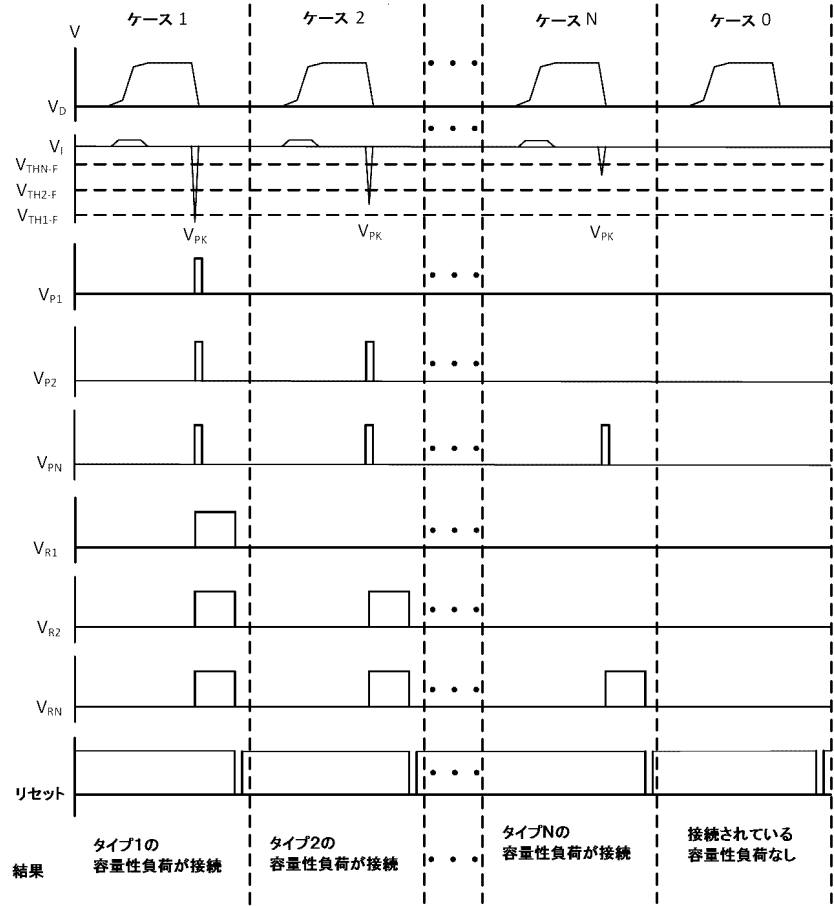 ケース 1
ケース 2
ケース N
ケース 0
V
V_D
V_i
V_THN-F
V_TH2-F
V_TH1-F
V_PK
V_PK
V_PK
V_P1
V_P2
V_PN
V_R1
V_R2
V_RN
リセット
結果
タイプ1の
容量性負荷が接続
タイプ2の
容量性負荷が接続
タイプNの
容量性負荷が接続
接続されている
容量性負荷なし